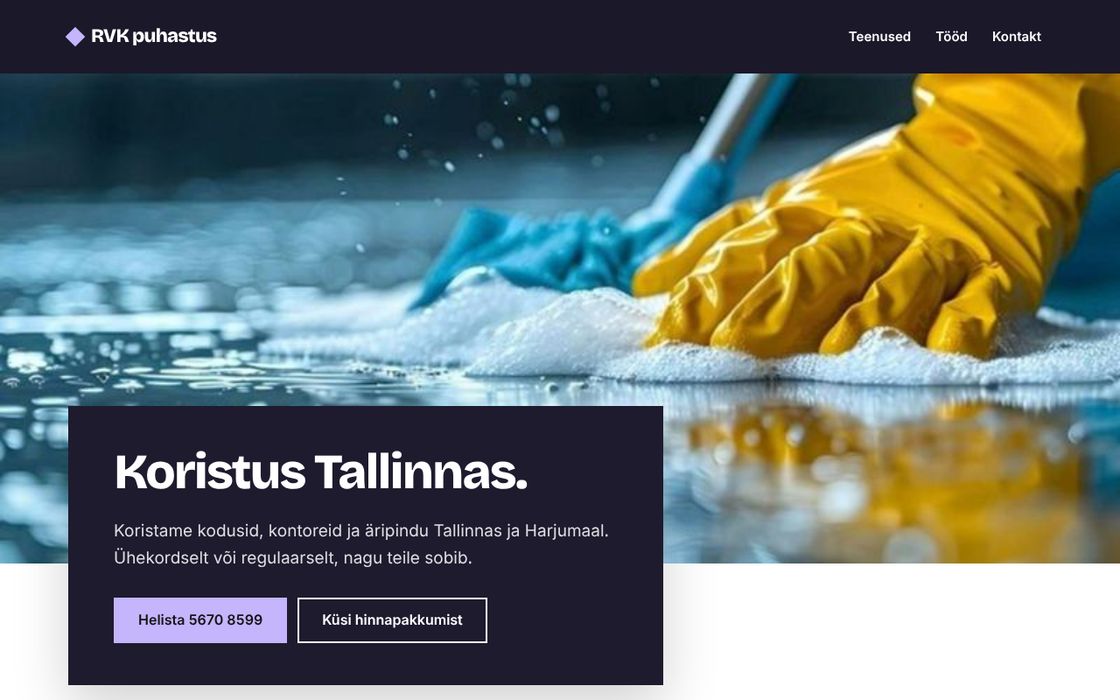 RVK puhastus
Teenused Tööd Kontakt
Koristus Tallinnas.
Koristame kodusid, kontoreid ja äripindu Tallinnas ja Harjumaal.
Ühekordselt või regulaarselt, nagu teile sobib.
Helista 5670 8599
Küsi hinnapakkumist